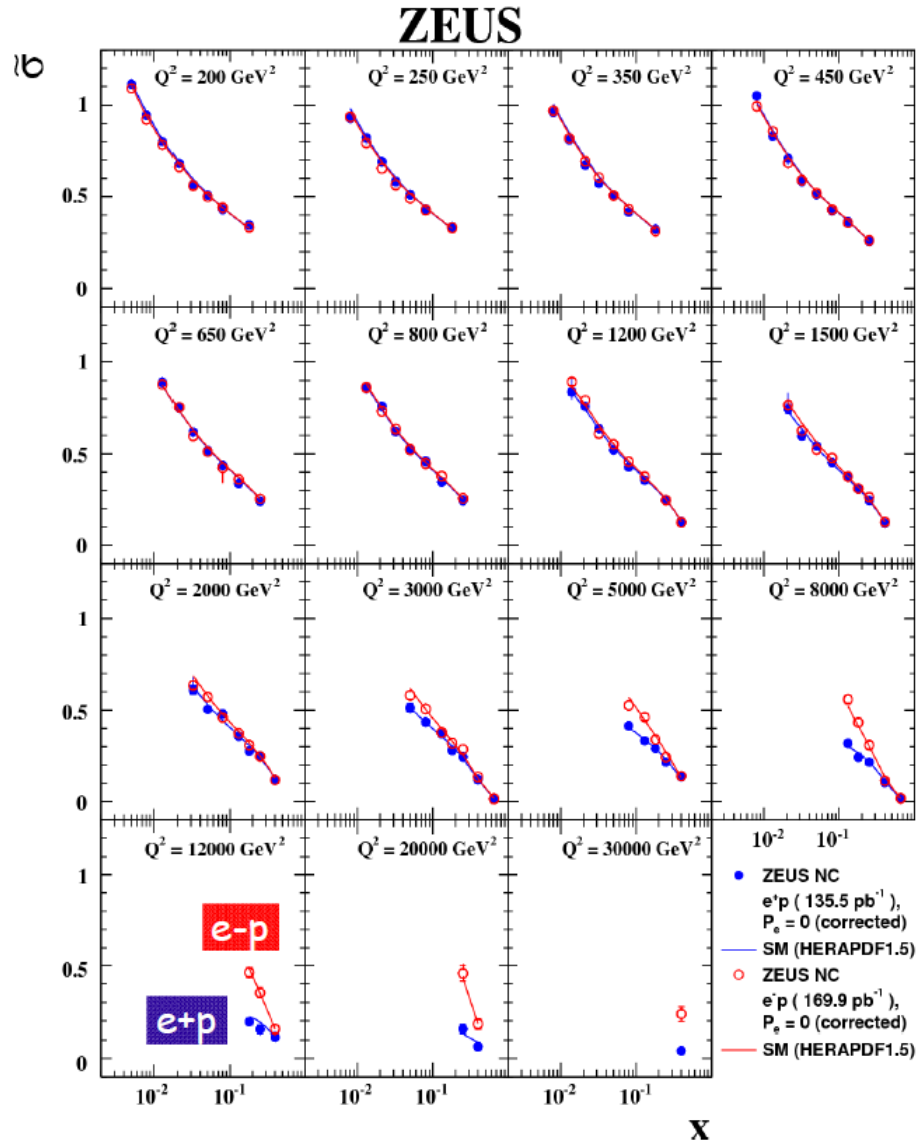 ZEUS
σ̃
Q² = 200 GeV²
Q² = 250 GeV²
Q² = 350 GeV²
Q² = 450 GeV²
1
0.5
0
Q² = 650 GeV²
Q² = 800 GeV²
Q² = 1200 GeV²
Q² = 1500 GeV²
1
0.5
0
Q² = 2000 GeV²
Q² = 3000 GeV²
Q² = 5000 GeV²
Q² = 8000 GeV²
1
0.5
0
Q² = 12000 GeV²
Q² = 20000 GeV²
Q² = 30000 GeV²
10⁻² 10⁻¹
1
0.5
0
e-p
e+p
ZEUS NC
e⁺p ( 135.5 pb⁻¹ ),
Pₑ = 0 (corrected)
SM (HERAPDF1.5)
ZEUS NC
e⁻p ( 169.9 pb⁻¹ ),
Pₑ = 0 (corrected)
SM (HERAPDF1.5)
10⁻² 10⁻¹ 10⁻² 10⁻¹ 10⁻² 10⁻¹
x